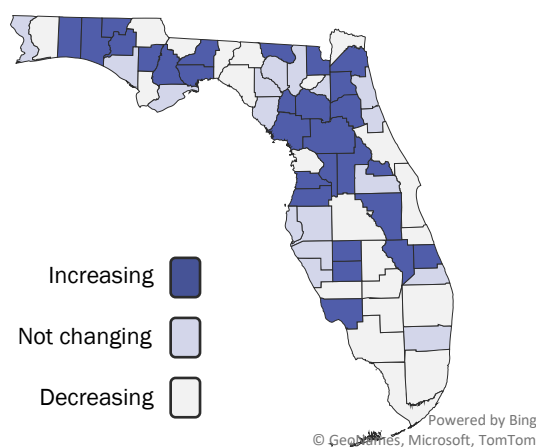 Increasing
Not changing
Decreasing
Powered by Bing
© GeoNames, Microsoft, TomTom